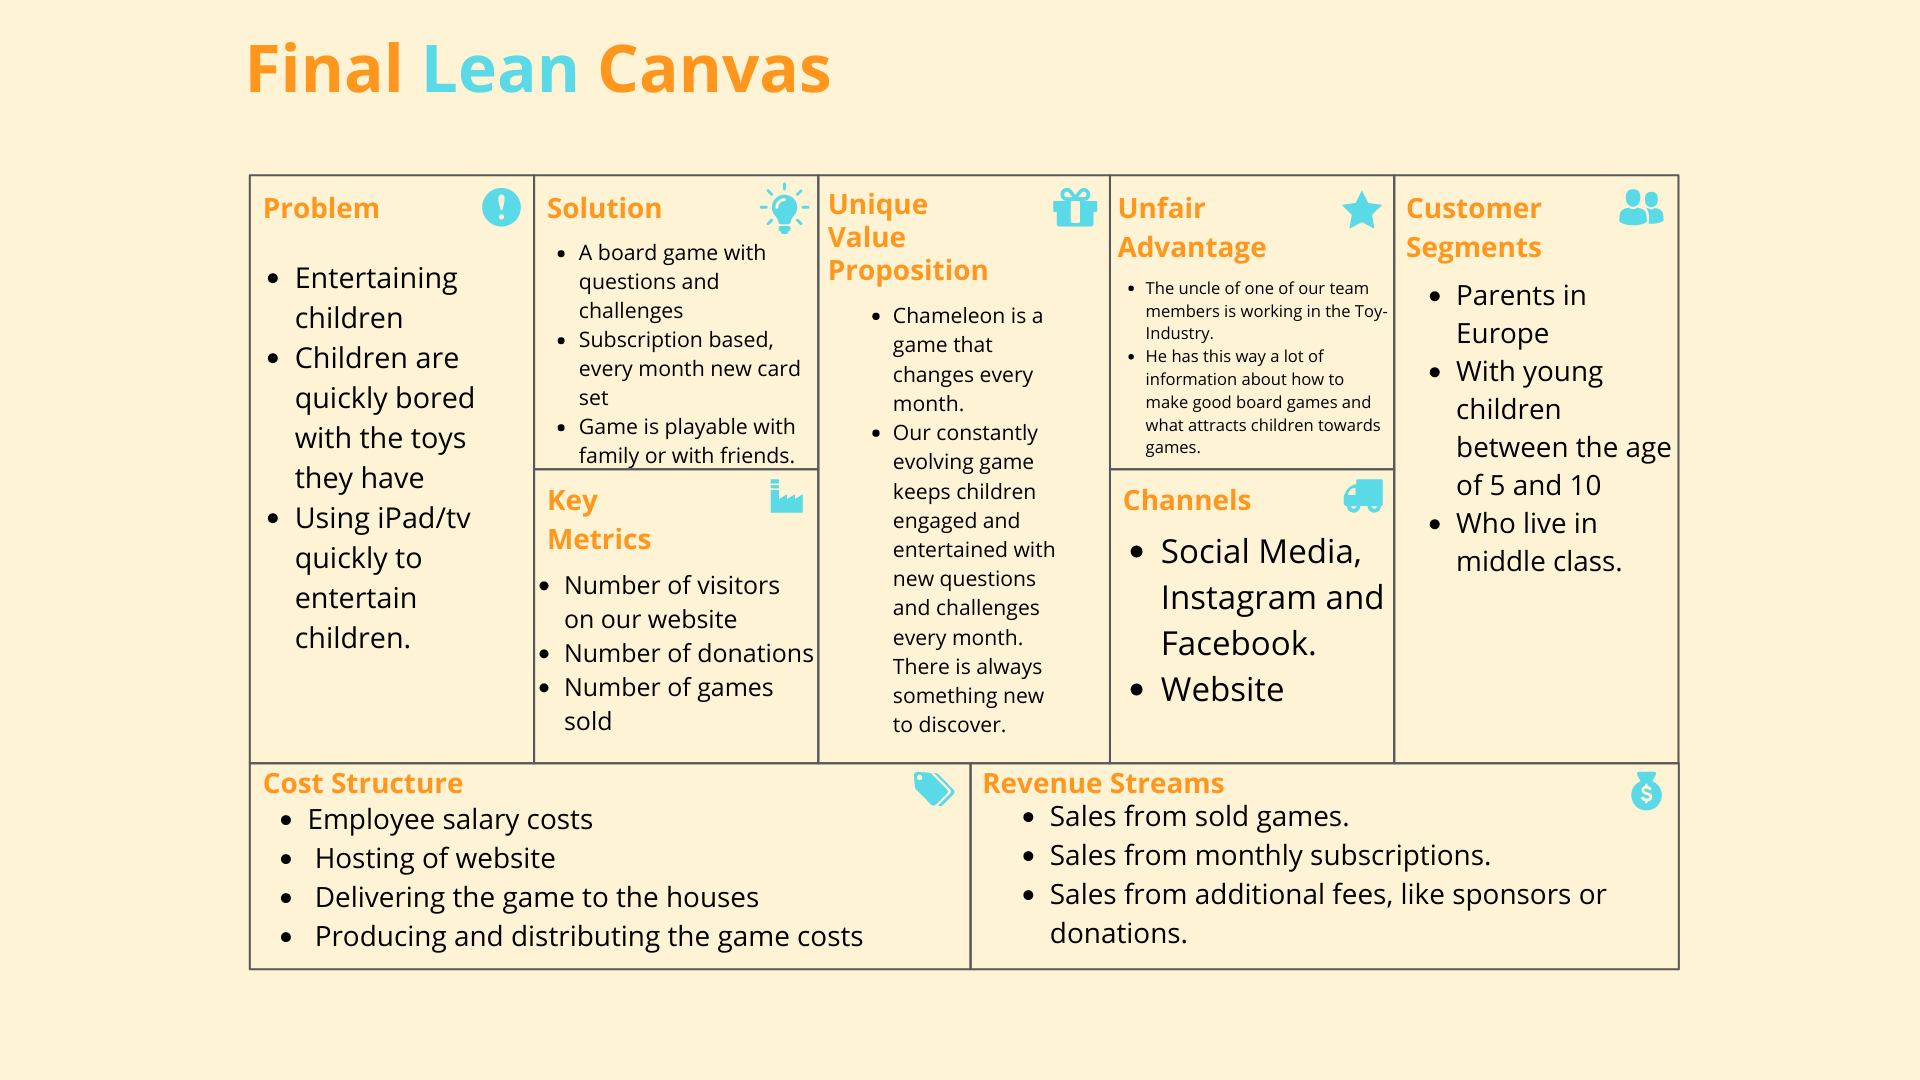 Final Lean Canvas
Problem
• Entertaining
children
• Children are
quickly bored
with the toys
they have
• Using iPad/tv
quickly to
entertain
children.
Solution
• A board game with
questions and
challenges
• Subscription based,
every month new card
set
• Game is playable with
family or with friends.
Key
Metrics
• Number of visitors
on our website
• Number of donations
• Number of games
sold
Unique
Value
Proposition
• Chameleon is a
game that
changes every
month.
• Our constantly
evolving game
keeps children
engaged and
entertained with
new questions
and challenges
every month.
There is always
something new
to discover.
Unfair
Advantage
• The uncle of one of our team
members is working in the Toy-
Industry.
• He has this way a lot of
information about how to
make good board games and
what attracts children towards
games.
Channels
• Social Media,
Instagram and
Facebook.
• Website
Customer
Segments
• Parents in
Europe
• With young
children
between the age
of 5 and 10
• Who live in
middle class.
Cost Structure
• Employee salary costs
• Hosting of website
• Delivering the game to the houses
• Producing and distributing the game costs
Revenue Streams
• Sales from sold games.
• Sales from monthly subscriptions.
• Sales from additional fees, like sponsors or
donations.